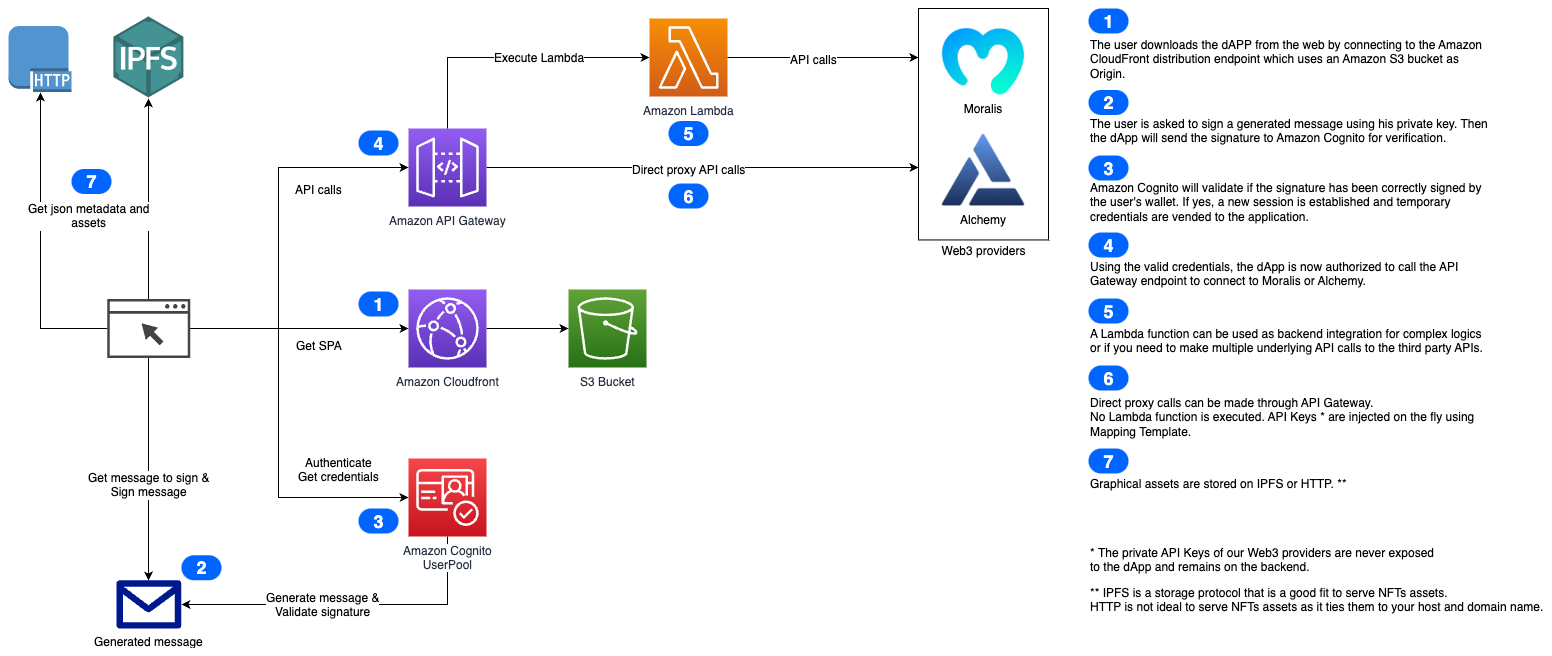 HTTP
IPFS
7
Get json metadata and
assets
Execute Lambda
Amazon Lambda
5
API calls
Moralis
Alchemy
Web3 providers
4
API calls
</>
Amazon API Gateway
Direct proxy API calls
6
1
Get SPA
Amazon Cloudfront
S3 Bucket
Authenticate
Get credentials
3
Amazon Cognito
UserPool
Get message to sign &
Sign message
2
Generated message
Generate message &
Validate signature
1
The user downloads the dAPP from the web by connecting to the Amazon
CloudFront distribution endpoint which uses an Amazon S3 bucket as
Origin.
2
The user is asked to sign a generated message using his private key. Then
the dApp will send the signature to Amazon Cognito for verification.
3
Amazon Cognito will validate if the signature has been correctly signed by
the user's wallet. If yes, a new session is established and temporary
credentials are vended to the application.
4
Using the valid credentials, the dApp is now authorized to call the API
Gateway endpoint to connect to Moralis or Alchemy.
5
A Lambda function can be used as backend integration for complex logics
or if you need to make multiple underlying API calls to the third party APIs.
6
Direct proxy calls can be made through API Gateway.
No Lambda function is executed. API Keys * are injected on the fly using
Mapping Template.
7
Graphical assets are stored on IPFS or HTTP. **
* The private API Keys of our Web3 providers are never exposed
to the dApp and remains on the backend.
** IPFS is a storage protocol that is a good fit to serve NFTs assets.
HTTP is not ideal to serve NFTs assets as it ties them to your host and domain name.